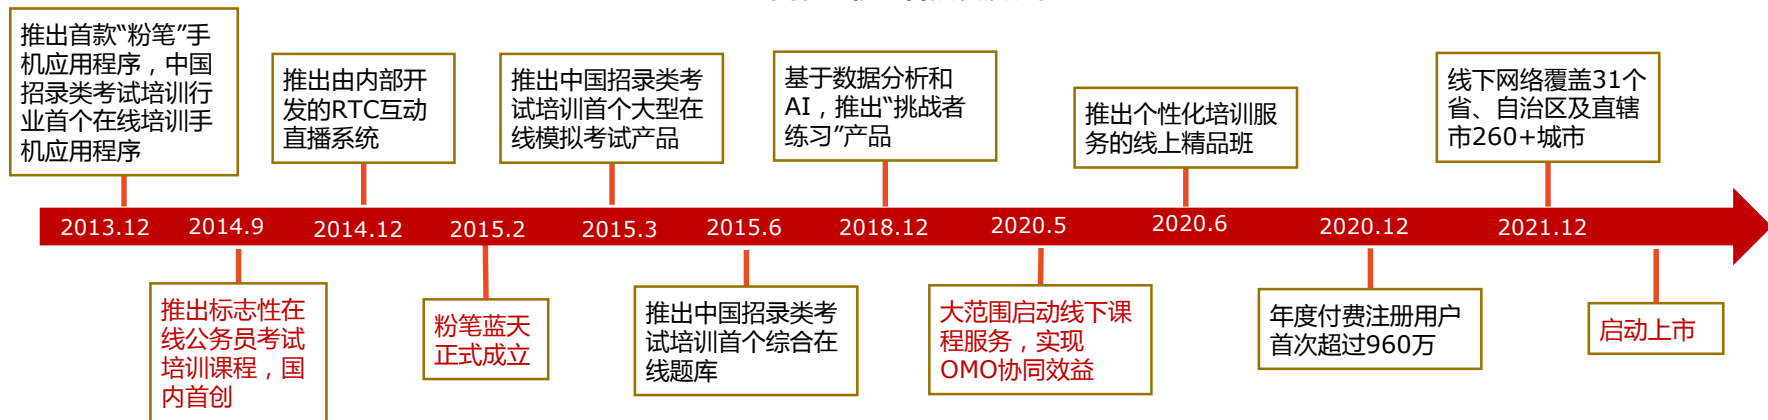 推出首款“粉笔”手
机应用程序，中国
招录类考试培训行
业首个在线培训手
机应用程序
推出由内部开
发的RTC互动
直播系统
推出中国招录类考
试培训首个大型在
线模拟考试产品
基于数据分析和
AI，推出“挑战者
练习”产品
推出个性化培训服
务的线上精品班
线下网络覆盖31个
省、自治区及直辖
市260+城市
2013.12 2014.9 2014.12 2015.2 2015.3 2015.6 2018.12 2020.5 2020.6 2020.12 2021.12
推出标志性在
线公务员考试
培训课程，国
内首创
粉笔蓝天
正式成立
推出中国招录类考
试培训首个综合在
线题库
大范围启动线下课
程服务，实现
OMO协同效益
年度付费注册用户
首次超过960万
启动上市